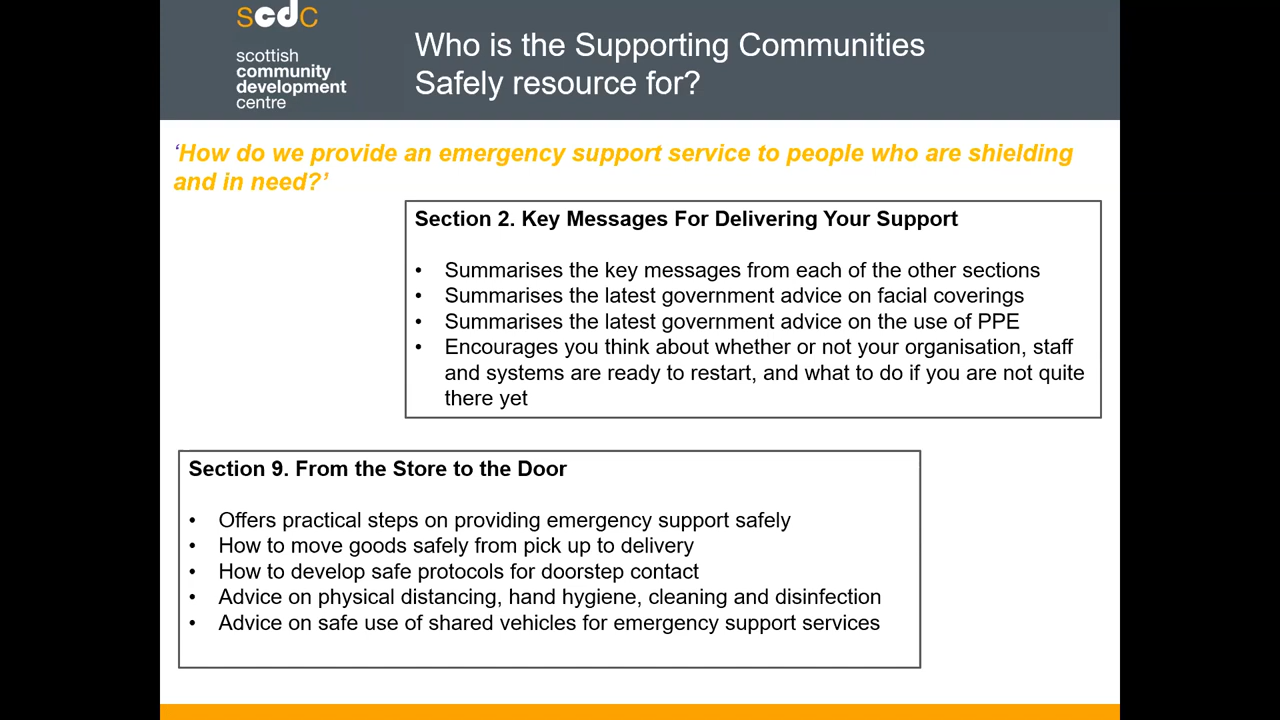 scdc
scottish
community
development
centre
Who is the Supporting Communities
Safely resource for?
‘How do we provide an emergency support service to people who are shielding
and in need?’
Section 2. Key Messages For Delivering Your Support
• Summarises the key messages from each of the other sections
• Summarises the latest government advice on facial coverings
• Summarises the latest government advice on the use of PPE
• Encourages you think about whether or not your organisation, staff
and systems are ready to restart, and what to do if you are not quite
there yet
Section 9. From the Store to the Door
• Offers practical steps on providing emergency support safely
• How to move goods safely from pick up to delivery
• How to develop safe protocols for doorstep contact
• Advice on physical distancing, hand hygiene, cleaning and disinfection
• Advice on safe use of shared vehicles for emergency support services